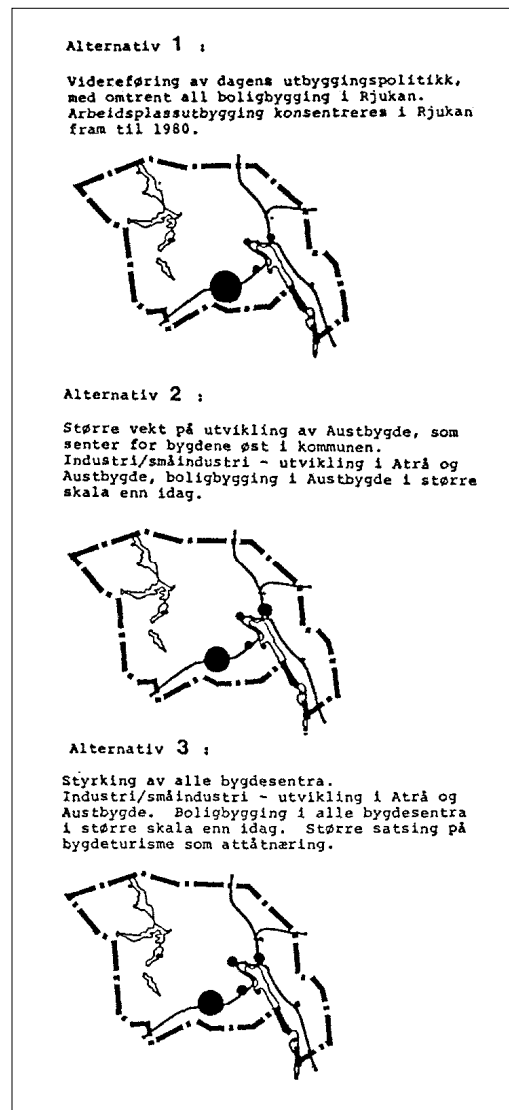 Alternativ 1 :
Videreføring av dagens utbyggingspolitikk,
med omtrent all boligbygging i Rjukan.
Arbeidsplassutbygging konsentreres i Rjukan
fram til 1980.
Alternativ 2 :
Større vekt på utvikling av Austbygde, som
senter for bygdene øst i kommunen.
Industri/småindustri - utvikling i Atrå og
Austbygde, boligbygging i Austbygde i større
skala enn idag.
Alternativ 3 :
Styrking av alle bygdesentra.
Industri/småindustri - utvikling i Atrå og
Austbygde. Boligbygging i alle bygdesentra
i større skala enn idag. Større satsing på
bygdeturisme som attåtnæring.